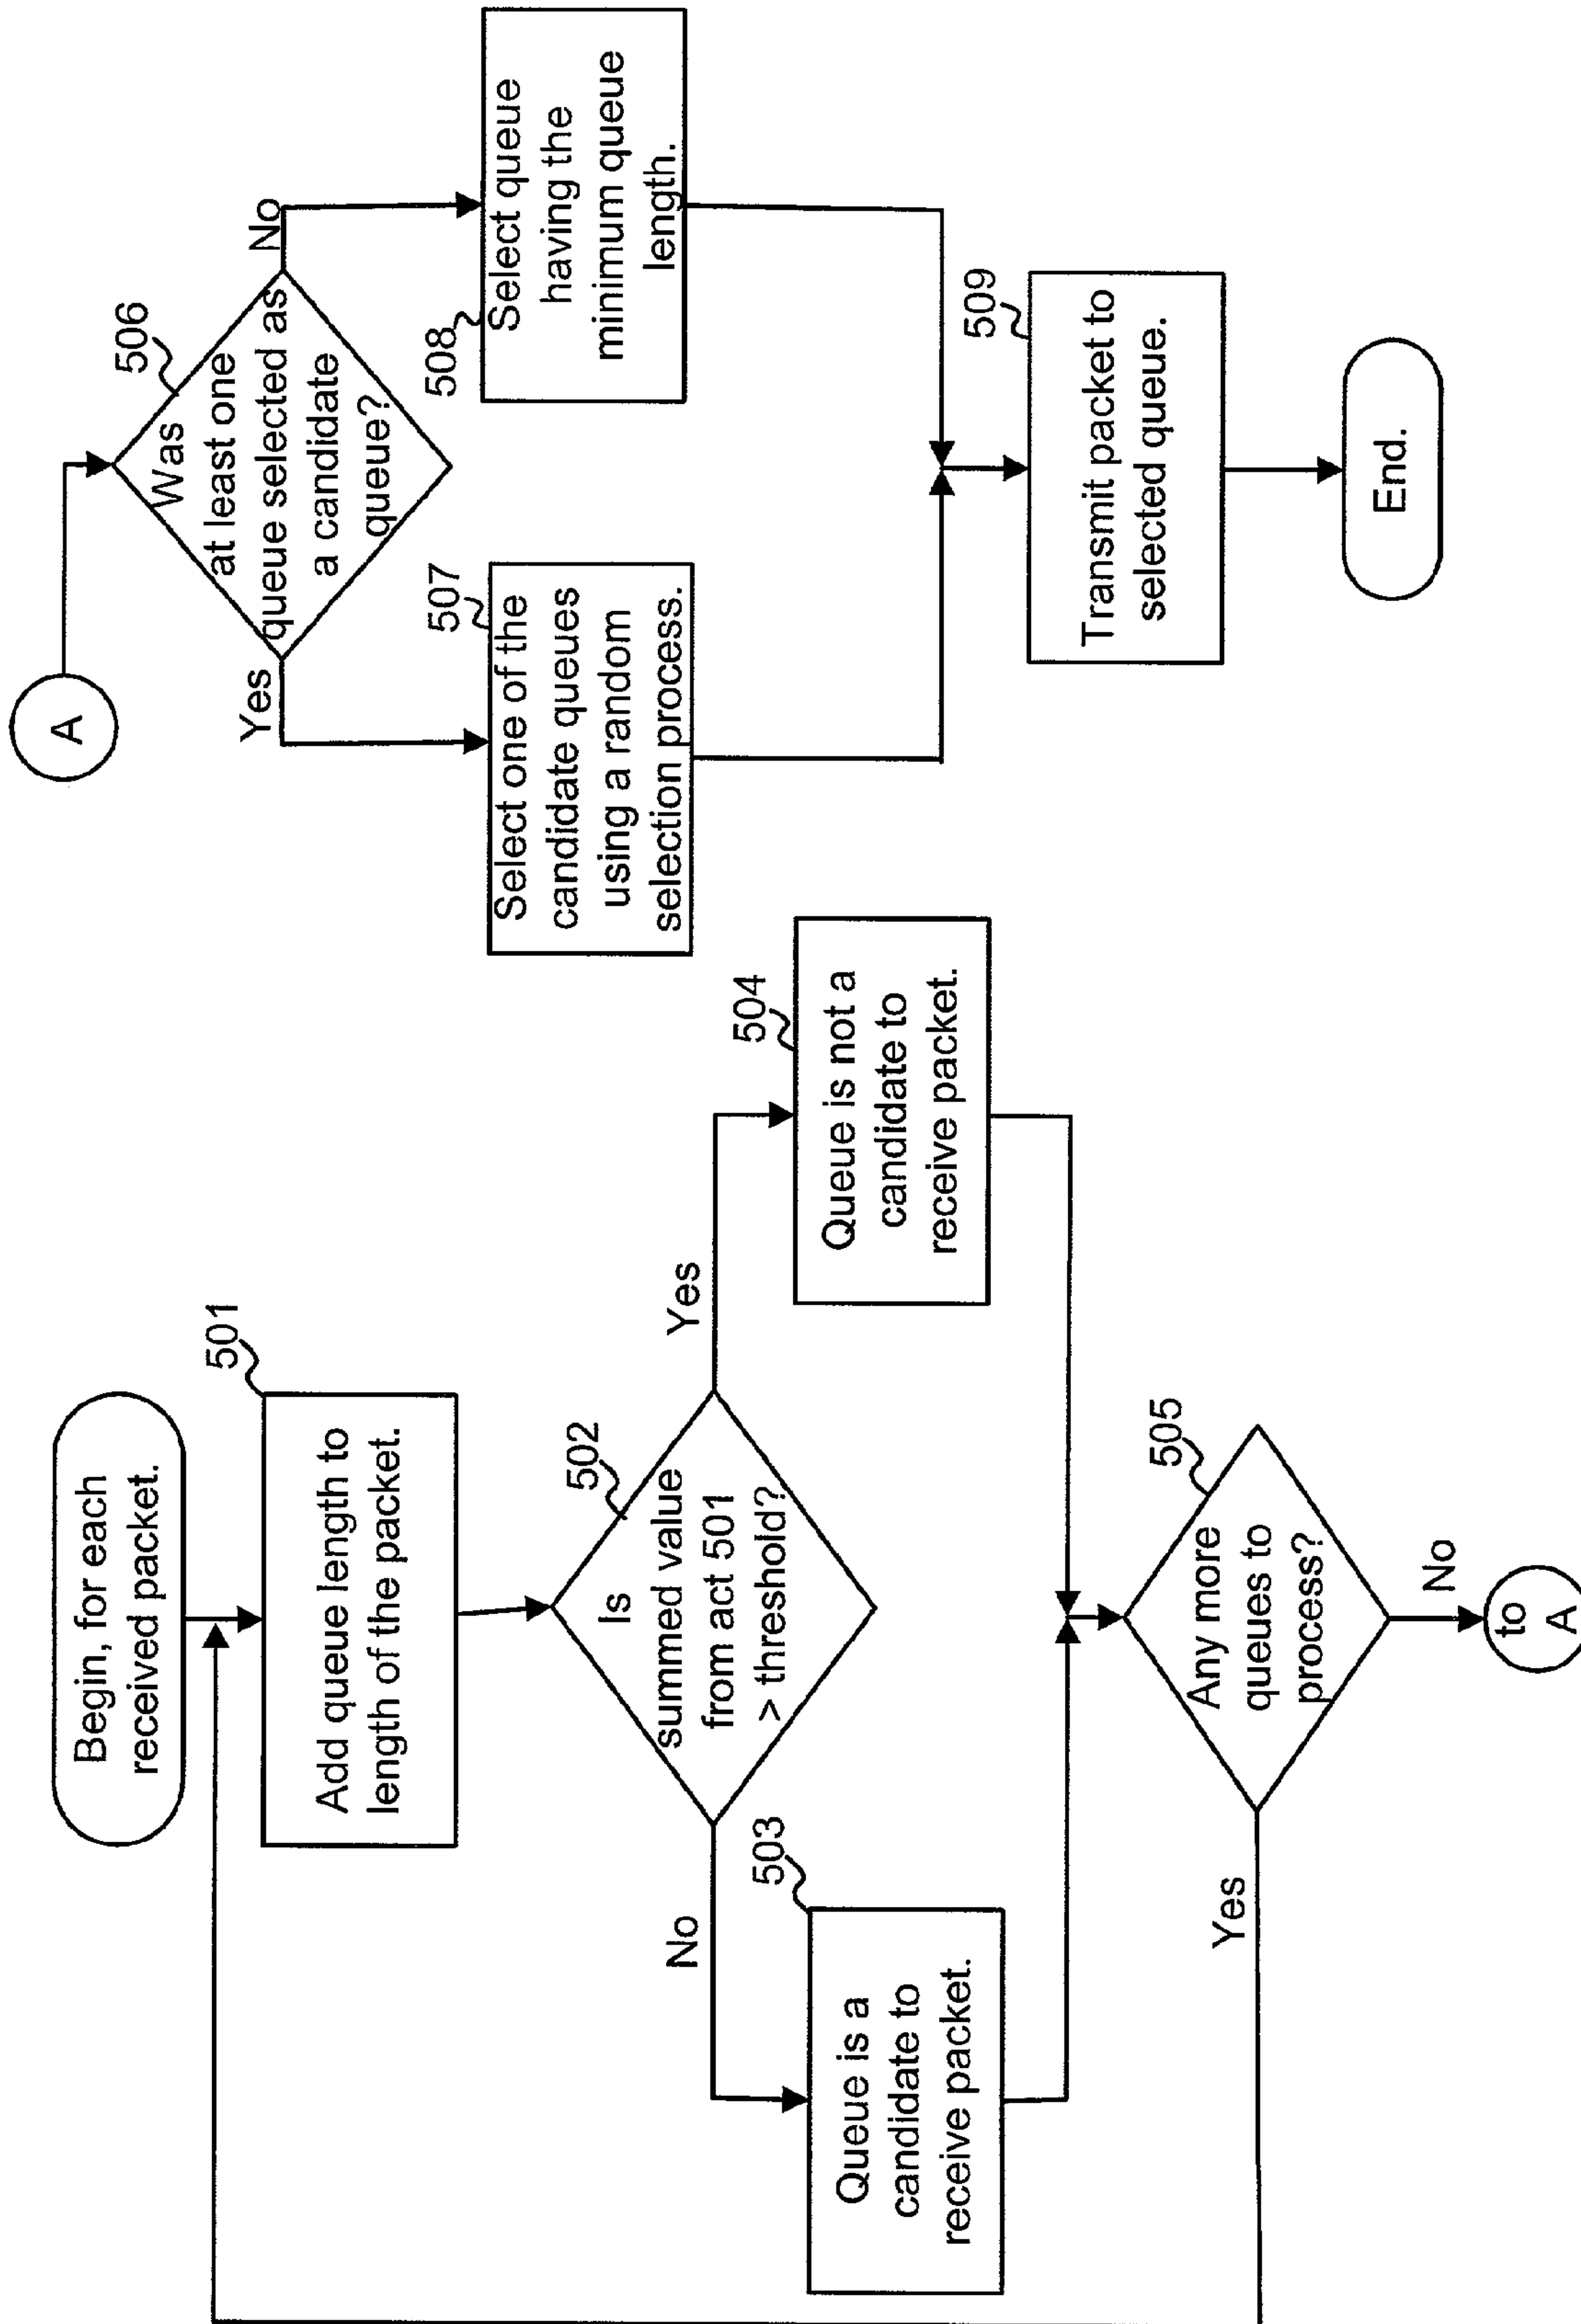 Begin, for each
received packet.
501
Add queue length to
length of the packet.
502
Is
summed value
from act 501
> threshold?
No
Yes
503
Queue is a
candidate to
receive packet.
504
Queue is not a
candidate to
receive packet.
505
Any more
queues to
process?
Yes
No
to
A
A
506
Was
at least one
queue selected as
a candidate
queue?
Yes
No
507
Select one of the
candidate queues
using a random
selection process.
508
Select queue
having the
minimum queue
length.
509
Transmit packet to
selected queue.
End.